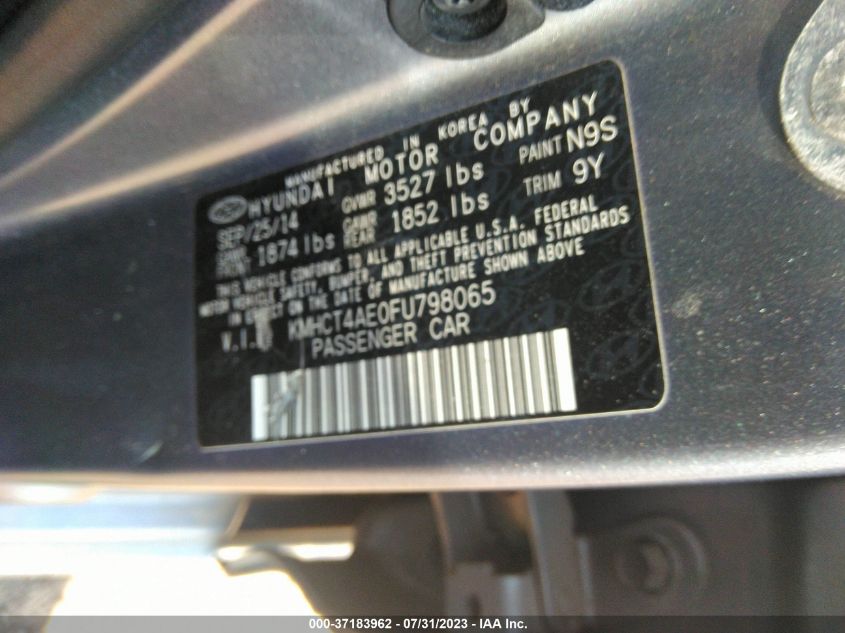 MANUFACTURED IN KOREA BY
HYUNDAI MOTOR COMPANY
SEP/25/14 GVWR 3527 lbs PAINT N9S
GAWR FRONT 1874 lbs GAWR REAR 1852 lbs TRIM 9Y
THIS VEHICLE CONFORMS TO ALL APPLICABLE U.S.A. FEDERAL
MOTOR VEHICLE SAFETY, BUMPER, AND THEFT PREVENTION STANDARDS
IN EFFECT ON THE DATE OF MANUFACTURE SHOWN ABOVE
V.I.N KMHCT4AE0FU798065
PASSENGER CAR
000-37183962 - 07/31/2023 - IAA Inc.